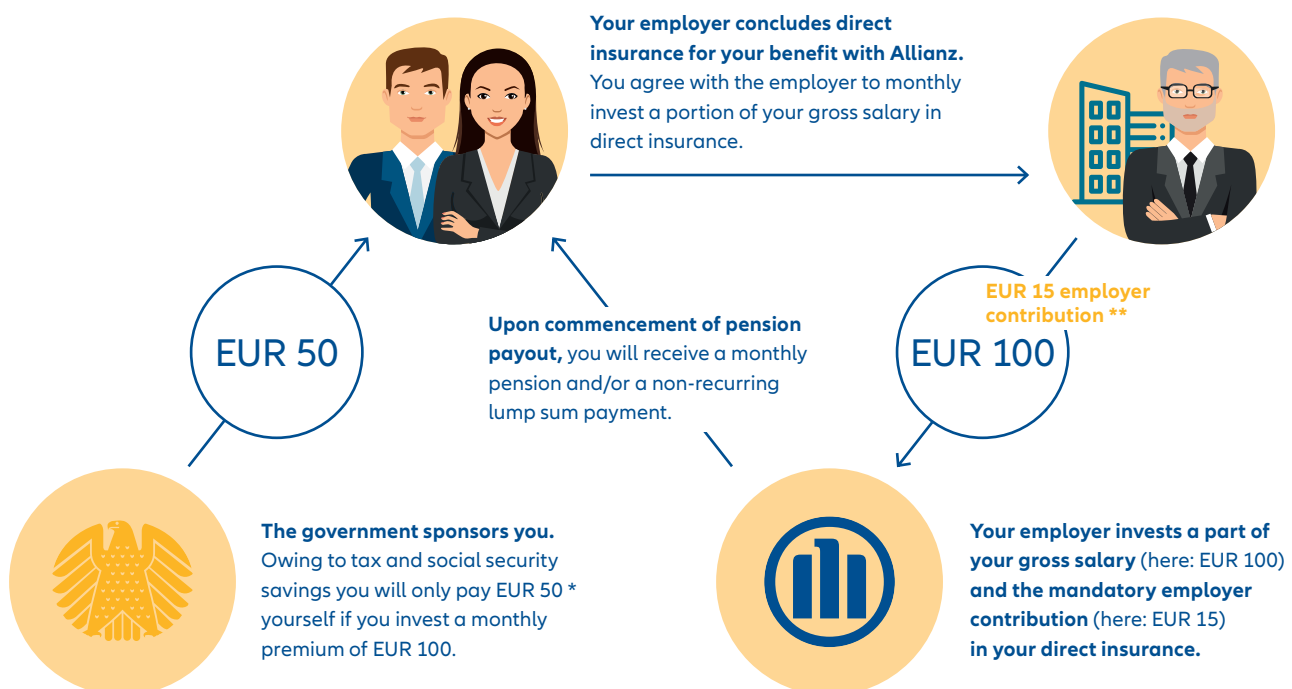 Your employer concludes direct
insurance for your benefit with Allianz.
You agree with the employer to monthly
invest a portion of your gross salary in
direct insurance.
EUR 50
Upon commencement of pension
payout, you will receive a monthly
pension and/or a non-recurring
lump sum payment.
EUR 15 employer
contribution **
EUR 100
The government sponsors you.
Owing to tax and social security
savings you will only pay EUR 50 *
yourself if you invest a monthly
premium of EUR 100.
Your employer invests a part of
your gross salary (here: EUR 100)
and the mandatory employer
contribution (here: EUR 15)
in your direct insurance.